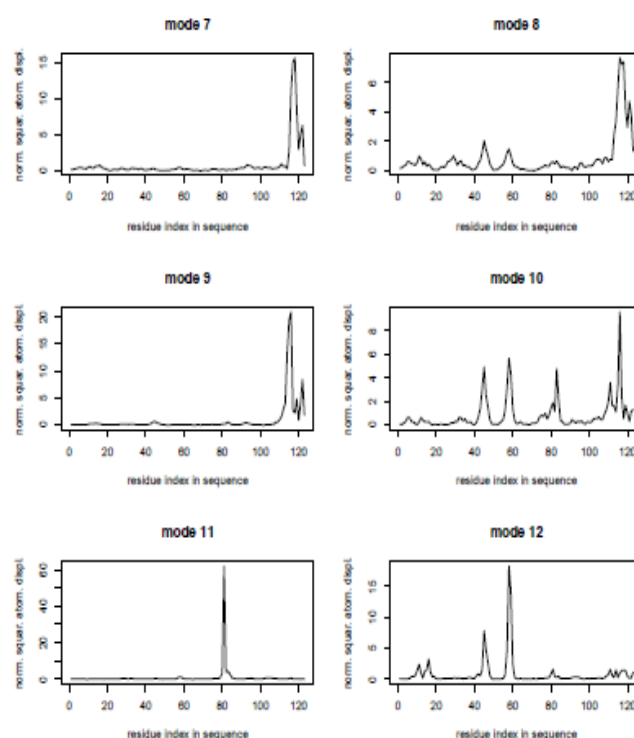 mode 7
mode 8
norm. squar. atom. displ.
15
10
5
0
0 20 40 60 80 100 120
residue index in sequence
norm. squar. atom. displ.
6
4
2
0
0 20 40 60 80 100 120
residue index in sequence
mode 9
mode 10
norm. squar. atom. displ.
20
15
10
5
0
0 20 40 60 80 100 120
residue index in sequence
norm. squar. atom. displ.
8
6
4
2
0
0 20 40 60 80 100 120
residue index in sequence
mode 11
mode 12
norm. squar. atom. displ.
60
40
20
0
0 20 40 60 80 100 120
residue index in sequence
norm. squar. atom. displ.
15
10
5
0
0 20 40 60 80 100 120
residue index in sequence